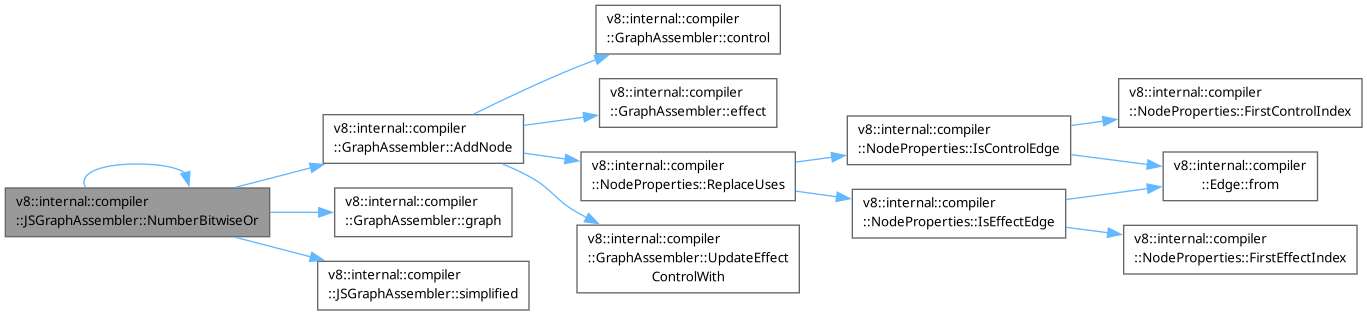 v8::internal::compiler
::JSGraphAssembler::NumberBitwiseOr
v8::internal::compiler
::GraphAssembler::AddNode
v8::internal::compiler
::GraphAssembler::graph
v8::internal::compiler
::JSGraphAssembler::simplified
v8::internal::compiler
::GraphAssembler::control
v8::internal::compiler
::GraphAssembler::effect
v8::internal::compiler
::NodeProperties::ReplaceUses
v8::internal::compiler
::GraphAssembler::UpdateEffect
ControlWith
v8::internal::compiler
::NodeProperties::IsControlEdge
v8::internal::compiler
::NodeProperties::IsEffectEdge
v8::internal::compiler
::NodeProperties::FirstControlIndex
v8::internal::compiler
::Edge::from
v8::internal::compiler
::NodeProperties::FirstEffectIndex